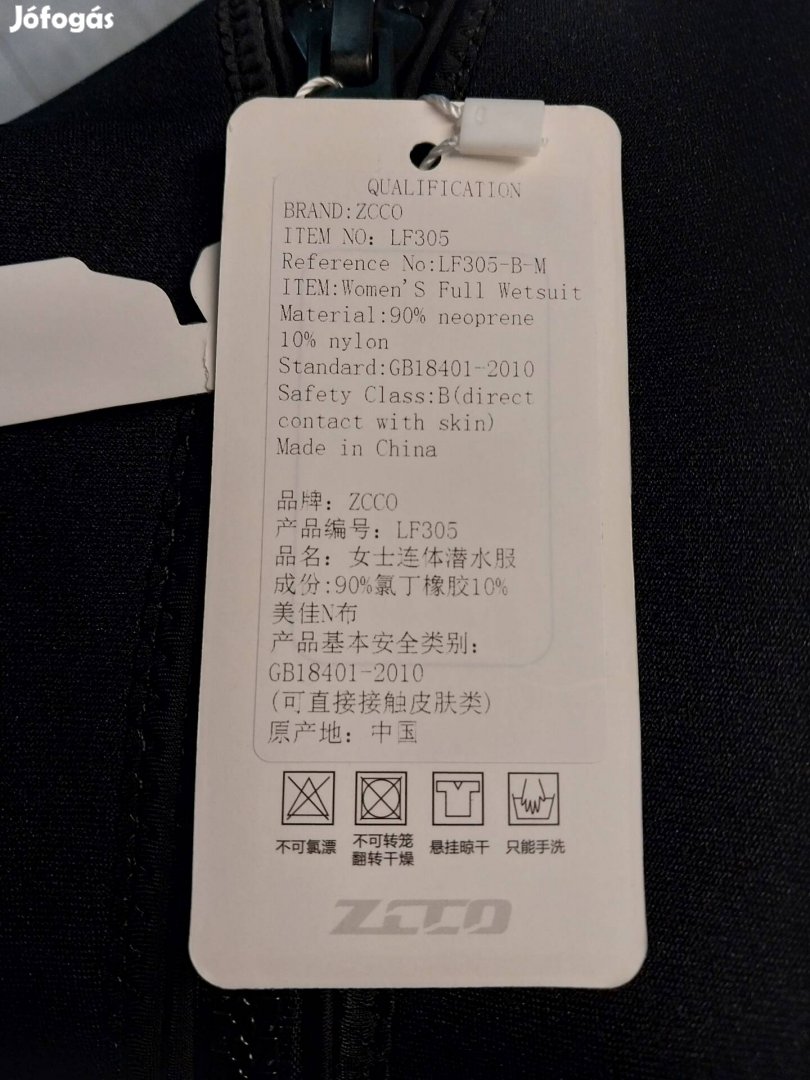 Jófogás
QUALIFICATION
BRAND:ZCCO
ITEM NO: LF305
Reference No:LF305-B-M
ITEM:Women'S Full Wetsuit
Material:90% neoprene
10% nylon
Standard:GB18401-2010
Safety Class:B(direct
contact with skin)
Made in China
品牌: ZCCO
产品编号: LF305
品名: 女士连体潜水服
成份:90%氯丁橡胶10%
美佳N布
产品基本安全类别:
GB18401-2010
(可直接接触皮肤类)
原产地: 中国
不可氯漂 不可转笼翻转干燥 悬挂晾干 只能手洗
ZCCO